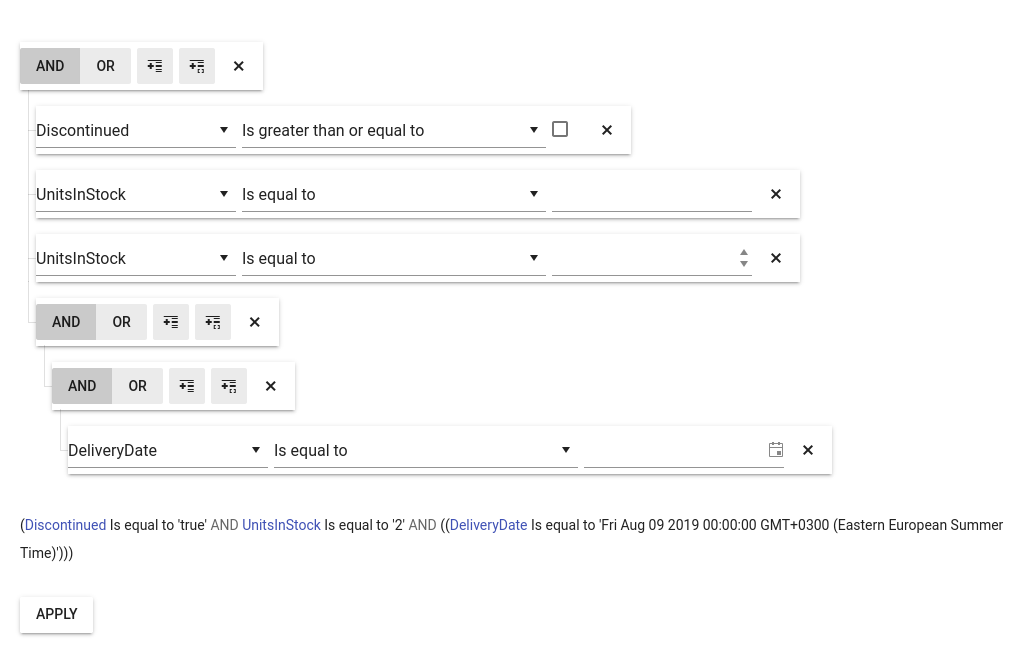 AND OR
Discontinued Is greater than or equal to
UnitsInStock Is equal to
UnitsInStock Is equal to
AND OR
AND OR
DeliveryDate Is equal to
(Discontinued Is equal to 'true' AND UnitsInStock Is equal to '2' AND ((DeliveryDate Is equal to 'Fri Aug 09 2019 00:00:00 GMT+0300 (Eastern European Summer
Time)')))
APPLY